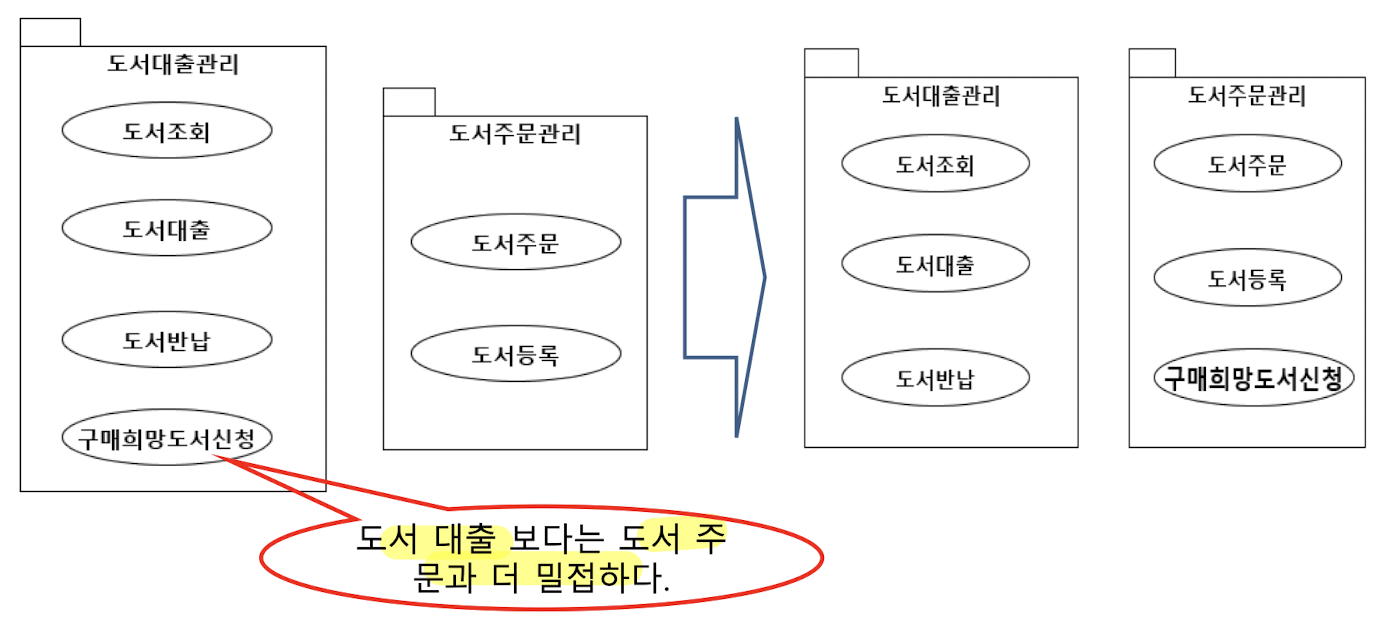 도서대출관리
도서조회
도서대출
도서반납
구매희망도서신청
도서주문관리
도서주문
도서등록
도서대출관리
도서조회
도서대출
도서반납
도서주문관리
도서주문
도서등록
구매희망도서신청
도서 대출 보다는 도서 주
문과 더 밀접하다.